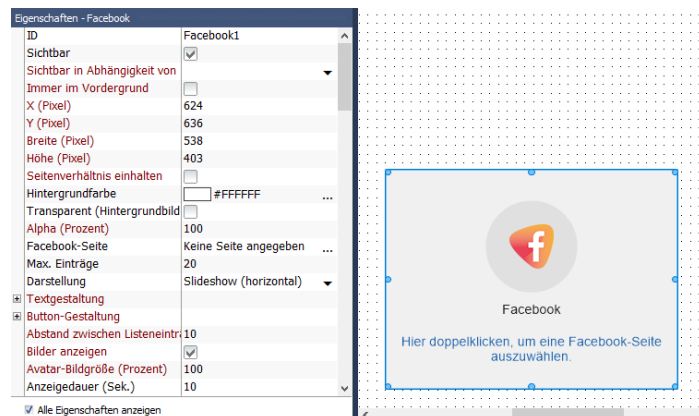 Eigenschaften - Facebook
ID Facebook1
Sichtbar
Sichtbar in Abhängigkeit von
Immer im Vordergrund
X (Pixel) 624
Y (Pixel) 636
Breite (Pixel) 538
Höhe (Pixel) 403
Seitenverhältnis einhalten
Hintergrundfarbe #FFFFFF ...
Transparent (Hintergrundbild
Alpha (Prozent) 100
Facebook-Seite Keine Seite angegeben ...
Max. Einträge 20
Darstellung Slideshow (horizontal)
Textgestaltung
Button-Gestaltung
Abstand zwischen Listeneintr 10
Bilder anzeigen
Avatar-Bildgröße (Prozent) 100
Anzeigedauer (Sek.) 10
Alle Eigenschaften anzeigen
f
Facebook
Hier doppelklicken, um eine Facebook-Seite
auszuwählen.